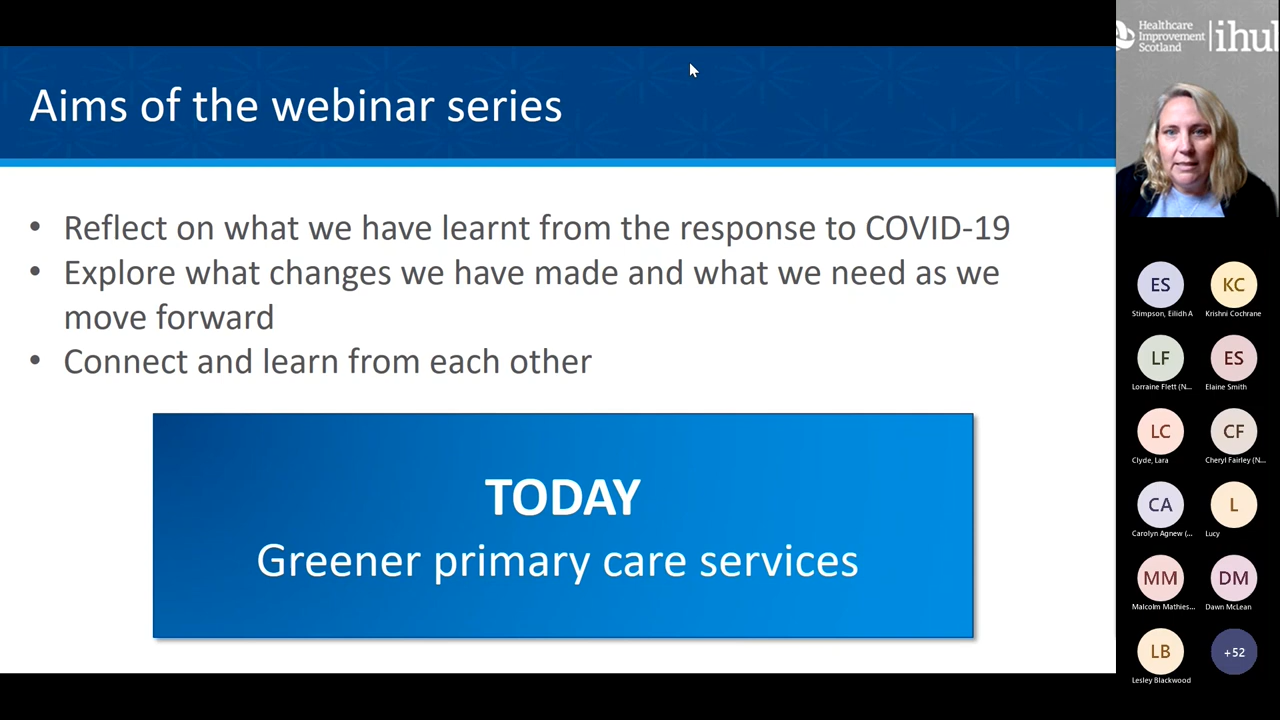 Aims of the webinar series
• Reflect on what we have learnt from the response to COVID-19
• Explore what changes we have made and what we need as we
move forward
• Connect and learn from each other
TODAY
Greener primary care services
Healthcare
Improvement
Scotland
ihub
ES
KC
Stimpson, Eilidh A
Krishni Cochrane
LF
ES
Lorraine Flett (N...
Elaine Smith
LC
CF
Clyde, Lara
Cheryl Fairley (N...
CA
L
Carolyn Agnew (...
Lucy
MM
DM
Malcolm Mathies...
Dawn McLean
LB
+52
Lesley Blackwood